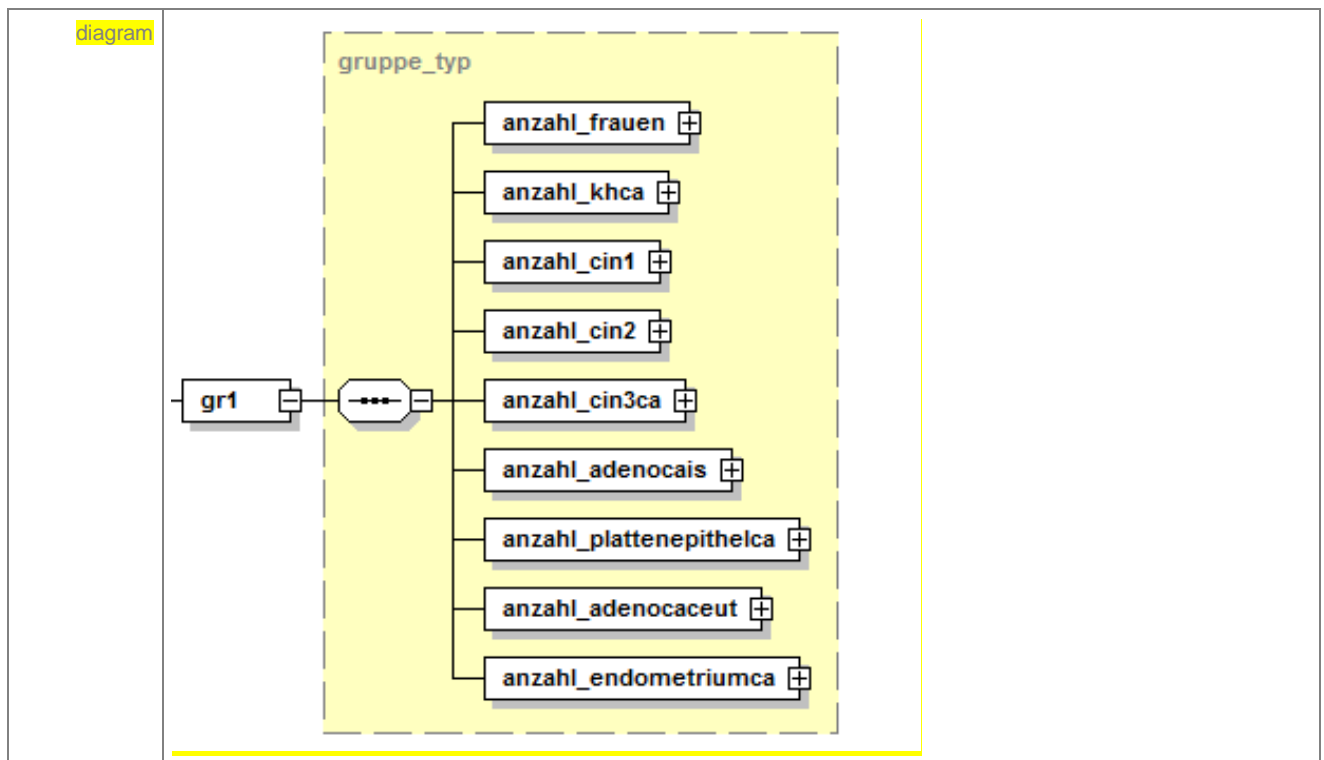 diagram
gruppe_typ
anzahl_frauen
anzahl_khca
anzahl_cin1
anzahl_cin2
gr1
anzahl_cin3ca
anzahl_adenocais
anzahl_plattenepithelca
anzahl_adenocaceut
anzahl_endometriumca